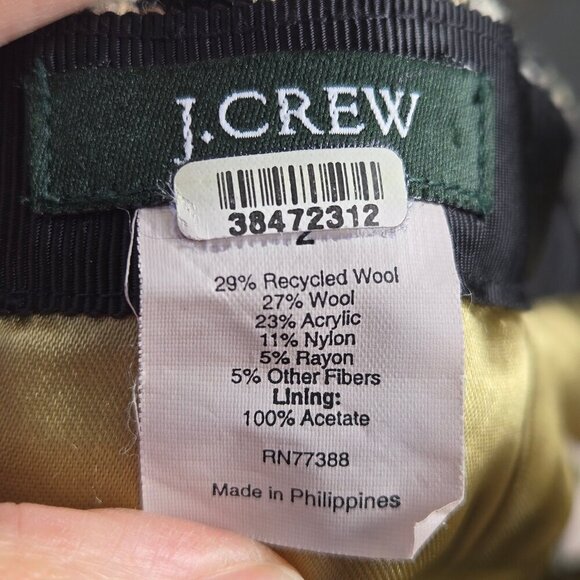 J.CREW
38472312
2
29% Recycled Wool
27% Wool
23% Acrylic
11% Nylon
5% Rayon
5% Other Fibers
Lining:
100% Acetate
RN77388
Made in Philippines